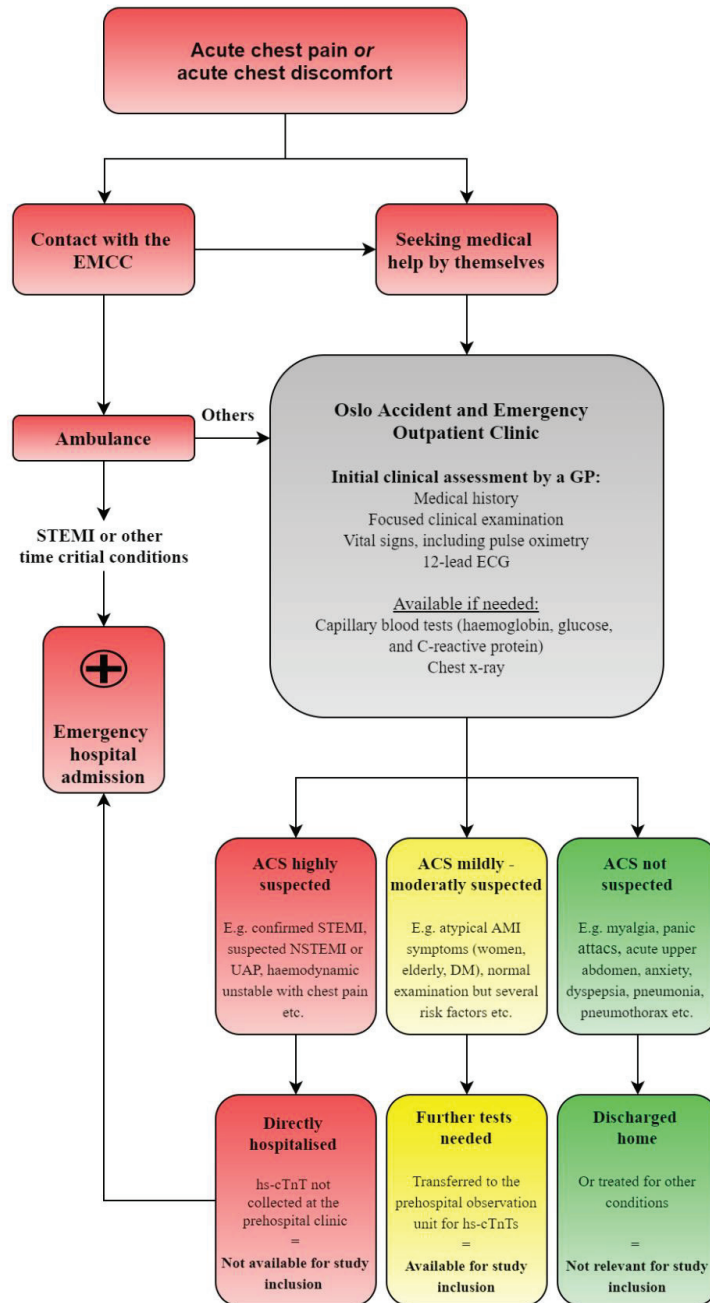 Acute chest pain or
acute chest discomfort
Contact with the
EMCC
Seeking medical
help by themselves
Ambulance
Others
STEMI or other
time critial conditions
Emergency
hospital
admission
Oslo Accident and Emergency
Outpatient Clinic
Initial clinical assessment by a GP:
Medical history
Focused clinical examination
Vital signs, including pulse oximetry
12-lead ECG
Available if needed:
Capillary blood tests (haemoglobin, glucose,
and C-reactive protein)
Chest x-ray
ACS highly
suspected
E.g. confirmed STEMI,
suspected NSTEMI or
UAP, haemodynamic
unstable with chest pain
etc.
ACS mildly -
moderatly suspected
E.g. atypical AMI
symptoms (women,
elderly, DM), normal
examination but several
risk factors etc.
ACS not
suspected
E.g. myalgia, panic
attacs, acute upper
abdomen, anxiety,
dyspepsia, pneumonia,
pneumothorax etc.
Directly
hospitalised
hs-cTnT not
collected at the
prehospital clinic
=
Not available for study
inclusion
Further tests
needed
Transferred to the
prehospital observation
unit for hs-cTnTs
=
Available for study
inclusion
Discharged
home
Or treated for other
conditions
=
Not relevant for study
inclusion